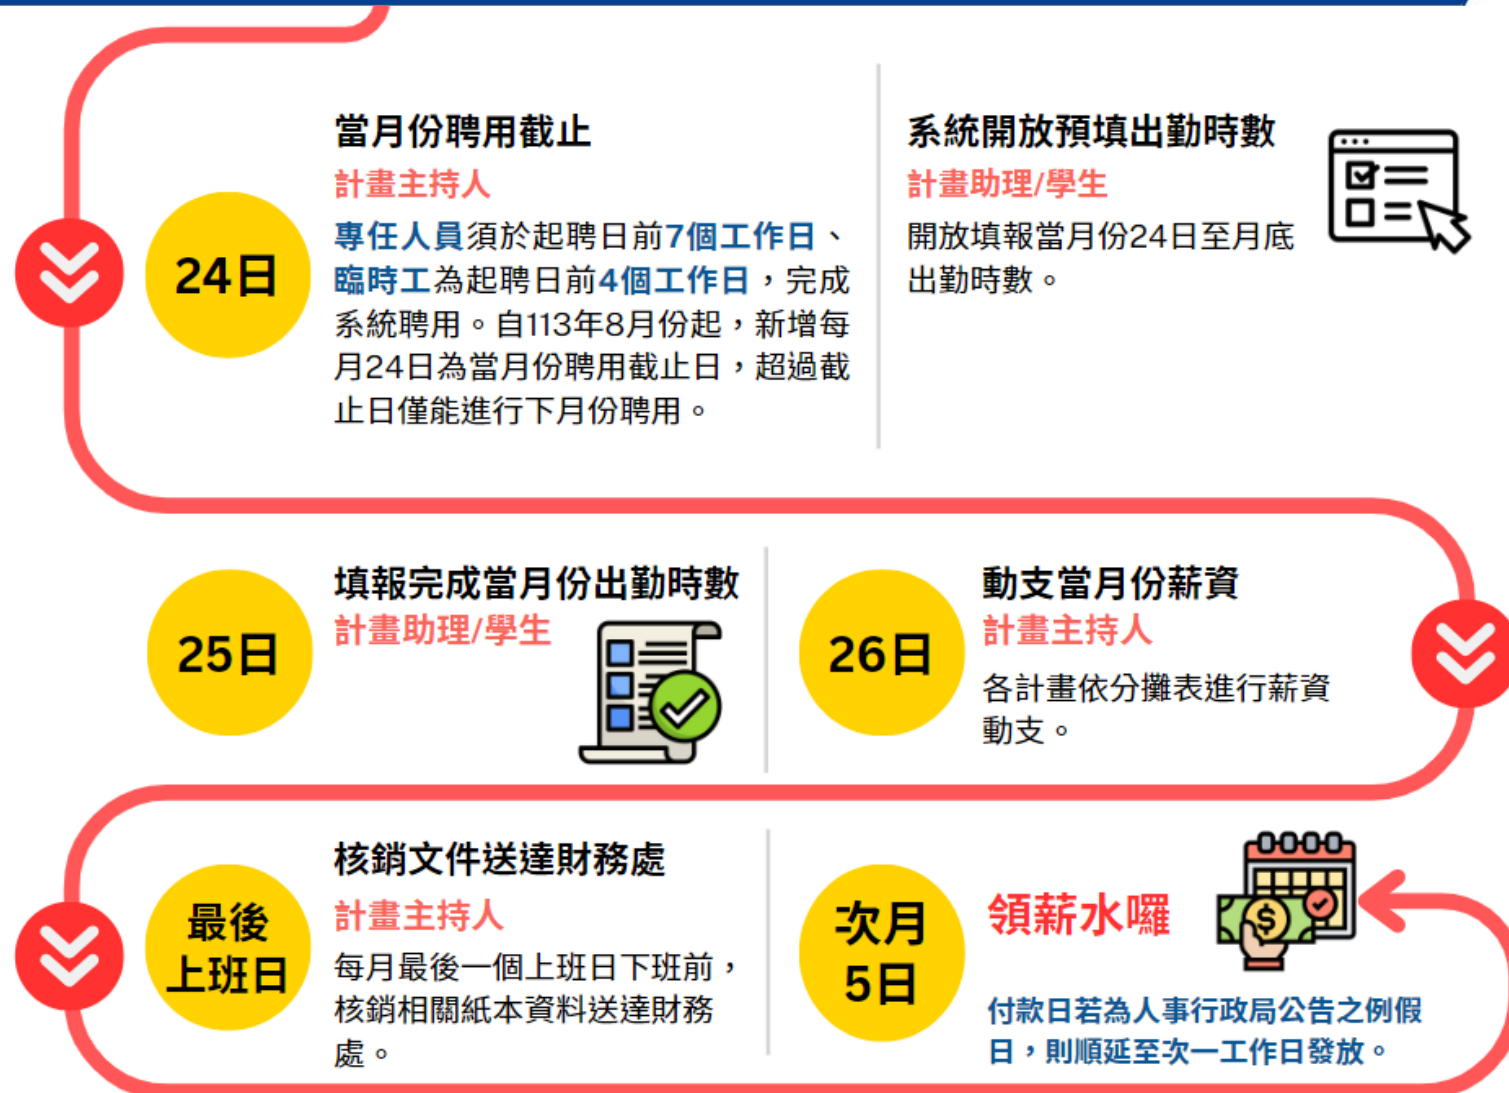 24日
當月份聘用截止
計畫主持人
專任人員須於起聘日前7個工作日、
臨時工為起聘日前4個工作日，完成
系統聘用。自113年8月份起，新增每
月24日為當月份聘用截止日，超過截
止日僅能進行下月份聘用。
系統開放預填出勤時數
計畫助理/學生
開放填報當月份24日至月底
出勤時數。
25日
填報完成當月份出勤時數
計畫助理/學生
26日
動支當月份薪資
計畫主持人
各計畫依分攤表進行薪資
動支。
最後
上班日
核銷文件送達財務處
計畫主持人
每月最後一個上班日下班前，
核銷相關紙本資料送達財務
處。
次月
5日
領薪水囉
付款日若為人事行政局公告之例假
日，則順延至次一工作日發放。